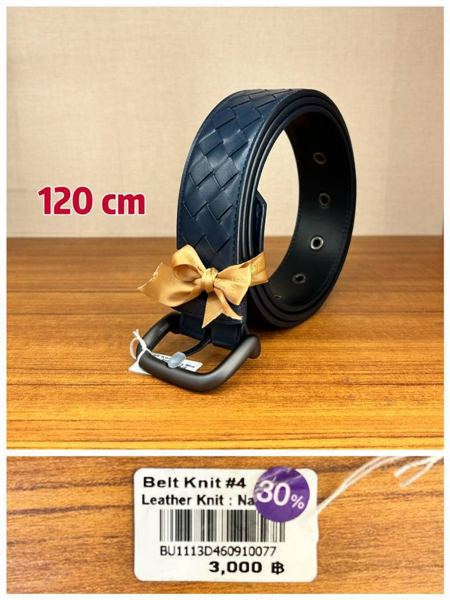 120 cm
Belt Knit #4
Leather Knit : Na
30%
BU1113D460910077
3,000 ฿